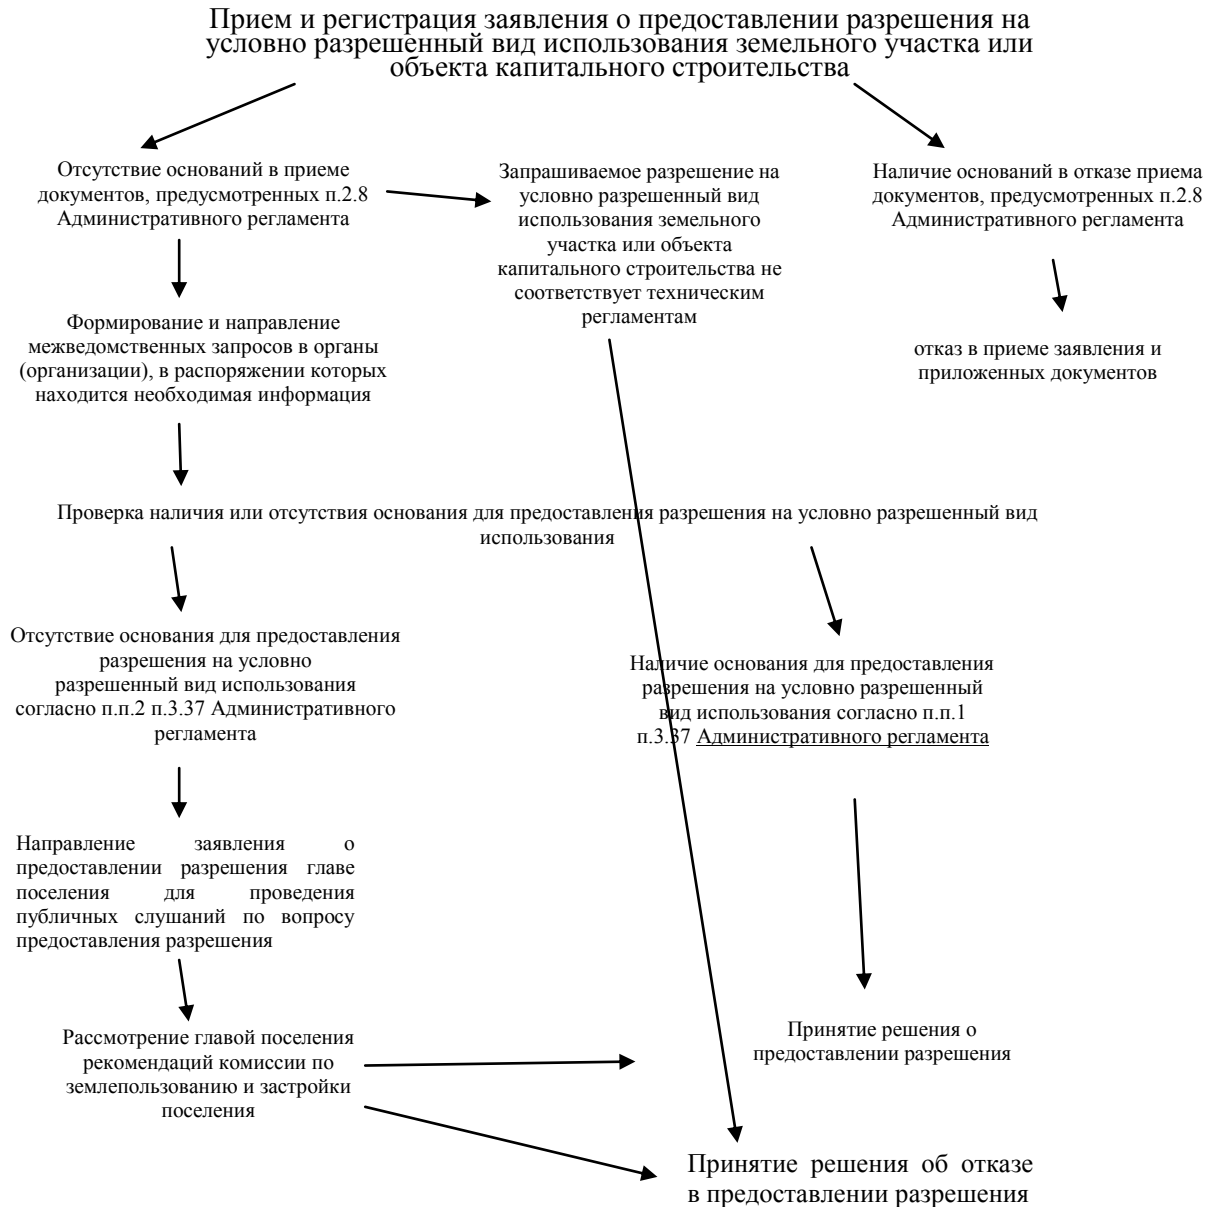 Прием и регистрация заявления о предоставлении разрешения на
условно разрешенный вид использования земельного участка или
объекта капитального строительства
Отсутствие оснований в приеме
документов, предусмотренных п.2.8
Административного регламента
Запрашиваемое разрешение на
условно разрешенный вид
использования земельного
участка или объекта
капитального строительства не
соответствует техническим
регламентам
Наличие оснований в отказе приема
документов, предусмотренных п.2.8
Административного регламента
Формирование и направление
межведомственных запросов в органы
(организации), в распоряжении которых
находится необходимая информация
отказ в приеме заявления и
приложенных документов
Проверка наличия или отсутствия основания для предоставления разрешения на условно разрешенный вид
использования
Отсутствие основания для предоставления
разрешения на условно
разрешенный вид использования
согласно п.п.2 п.3.37 Административного
регламента
Наличие основания для предоставления
разрешения на условно разрешенный
вид использования согласно п.п.1
п.3.37 Административного регламента
Направление заявления о
предоставлении разрешения главе
поселения для проведения
публичных слушаний по вопросу
предоставления разрешения
Рассмотрение главой поселения
рекомендаций комиссии по
землепользованию и застройки
поселения
Принятие решения о
предоставлении разрешения
Принятие решения об отказе
в предоставлении разрешения